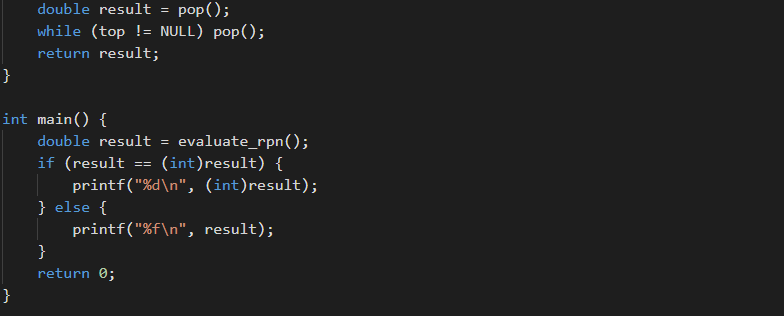 double result = pop();
    while (top != NULL) pop();
    return result;
}

int main() {
    double result = evaluate_rpn();
    if (result == (int)result) {
        printf("%d\n", (int)result);
    } else {
        printf("%f\n", result);
    }
    return 0;
}